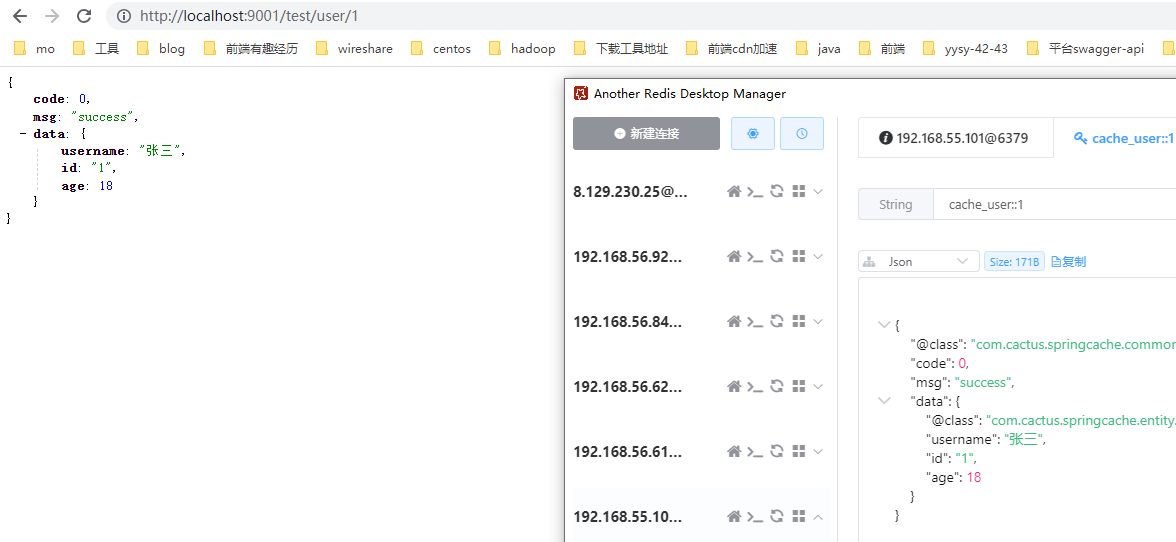 http://localhost:9001/test/user/1
mo 工具 blog 前端有趣经历 wireshare centos hadoop 下载工具地址 前端cdn加速 java 前端 yysy-42-43 平台swagger-api
{
code: 0,
msg: "success",
- data: {
username: "张三",
id: "1",
age: 18
}
}
Another Redis Desktop Manager
新建连接
8.129.230.25@...
192.168.56.92...
192.168.56.84...
192.168.56.62...
192.168.56.61...
192.168.55.10...
192.168.55.101@6379 cache_user::1
String cache_user::1
Json Size: 171B 复制
{
"@class": "com.cactus.springcache.common
"code": 0,
"msg": "success",
"data": {
"@class": "com.cactus.springcache.entity.
"username": "张三",
"id": "1",
"age": 18
}
}